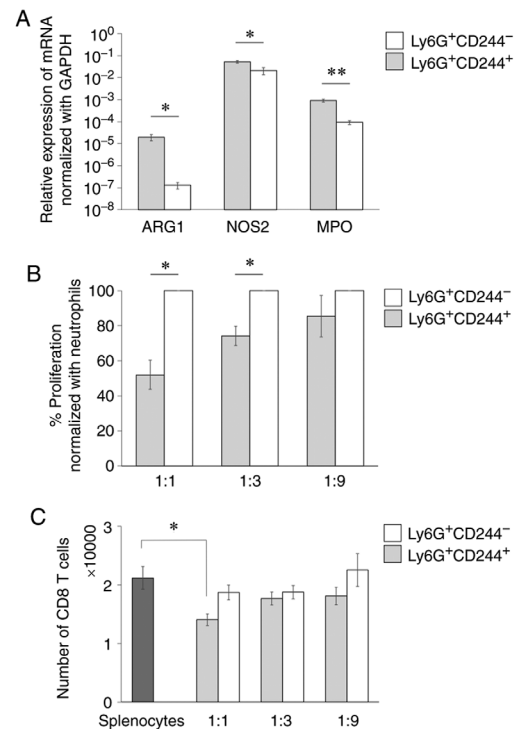 A
Relative expression of mRNA
normalized with GAPDH
10⁰
10⁻¹
10⁻²
10⁻³
10⁻⁴
10⁻⁵
10⁻⁶
10⁻⁷
10⁻⁸
*
*
**
ARG1 NOS2 MPO
Ly6G⁺CD244⁻
Ly6G⁺CD244⁺
B
% Proliferation
normalized with neutrophils
100
80
60
40
20
0
*
*
1:1 1:3 1:9
Ly6G⁺CD244⁻
Ly6G⁺CD244⁺
C
Number of CD8 T cells
×10000
3
2
1
0
*
Splenocytes 1:1 1:3 1:9
Ly6G⁺CD244⁻
Ly6G⁺CD244⁺